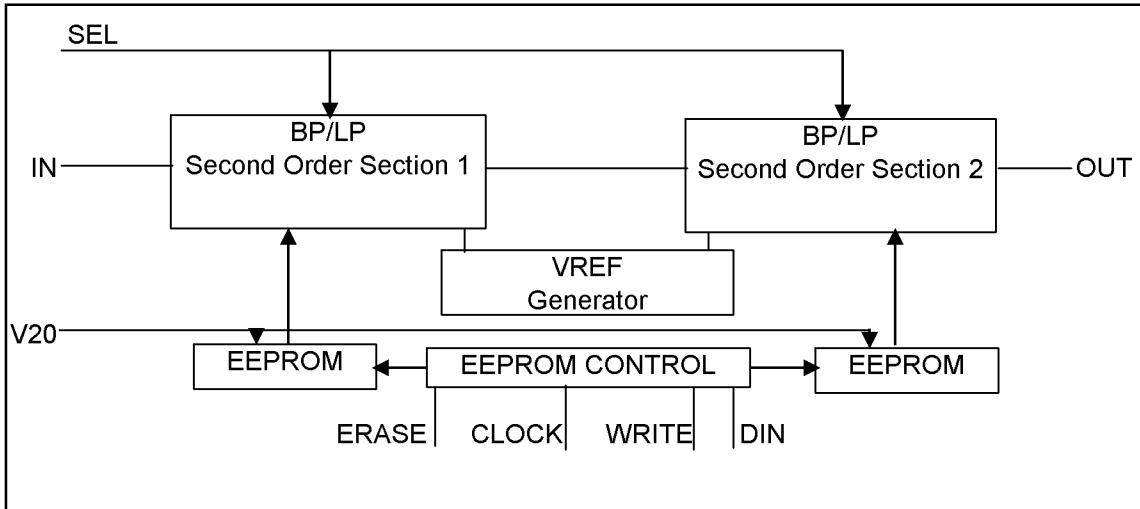 SEL
BP/LP
Second Order Section 1
BP/LP
Second Order Section 2
IN
OUT
VREF
Generator
V20
EEPROM
EEPROM CONTROL
EEPROM
ERASE
CLOCK
WRITE
DIN